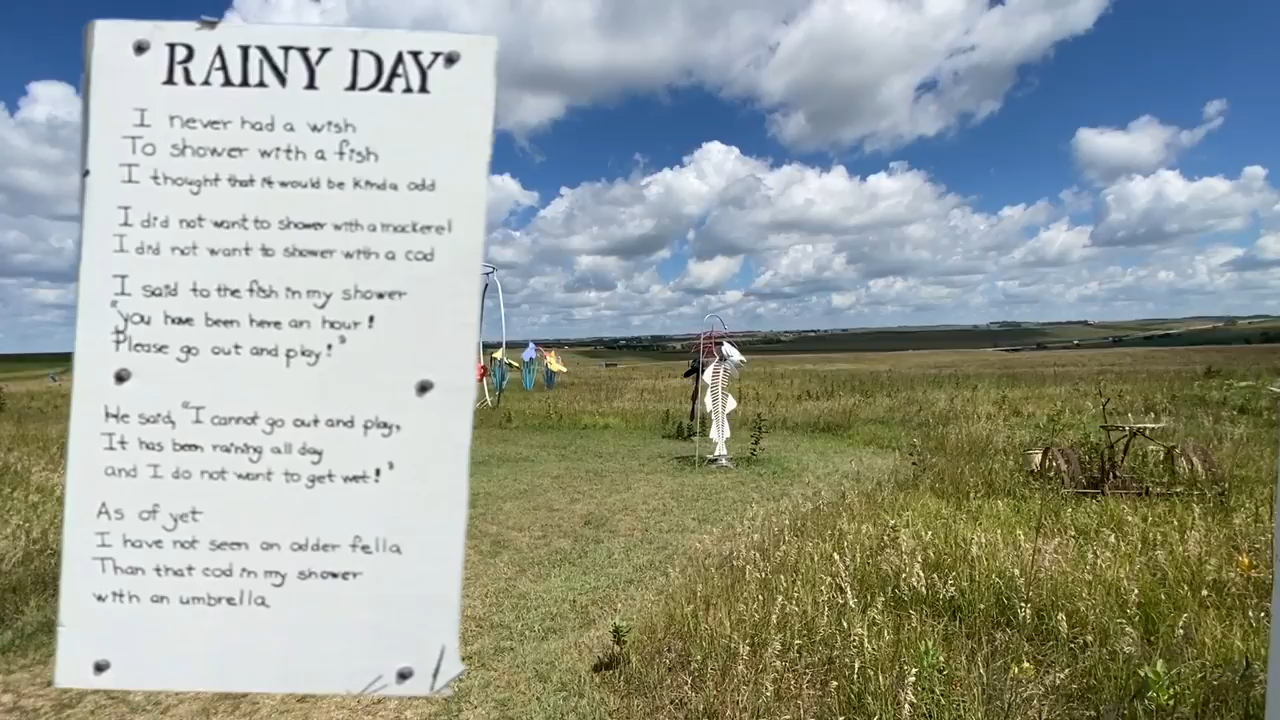 RAINY DAY
I never had a wish
To shower with a fish
I thought that it would be kinda odd
I did not want to shower with a mackerel
I did not want to shower with a cod
I said to the fish in my shower
"you have been here an hour!
Please go out and play!"
He said, "I cannot go out and play,
It has been raining all day
and I do not want to get wet!"
As of yet
I have not seen an odder fella
Than that cod in my shower
with an umbrella